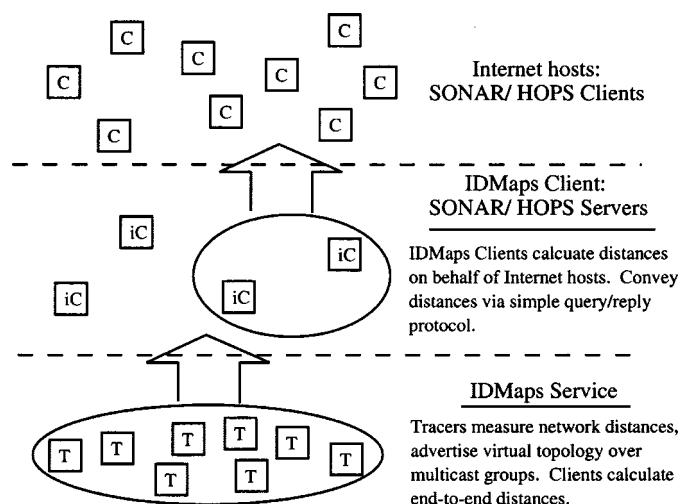 C
C
C
C
C
C
C
C
C
Internet hosts:
SONAR/ HOPS Clients
IDMaps Client:
SONAR/ HOPS Servers
iC
iC
iC
iC
IDMaps Clients calcuate distances
on behalf of Internet hosts. Convey
distances via simple query/reply
protocol.
IDMaps Service
T
T
T
T
T
T
T
T
Tracers measure network distances,
advertise virtual topology over
multicast groups. Clients calculate
end-to-end distances.